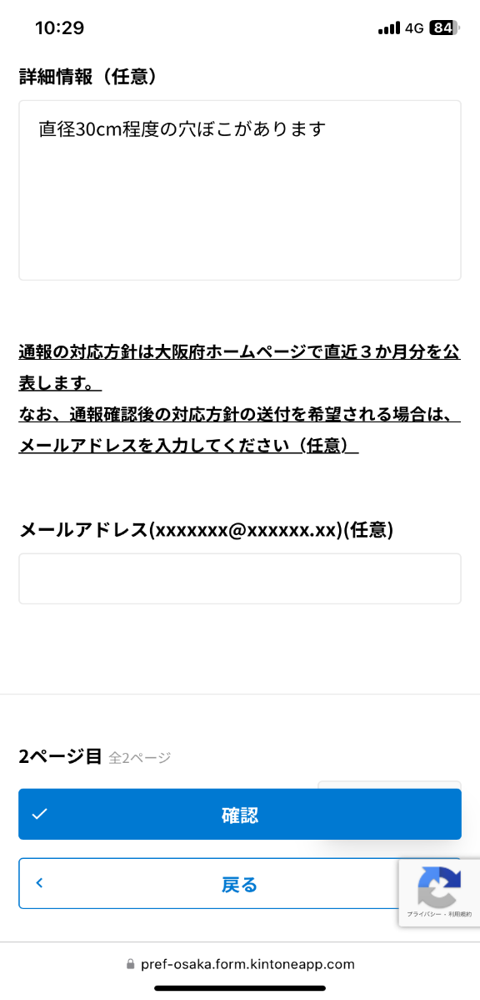 10:29
4G 84
詳細情報（任意）
直径30cm程度の穴ぼこがあります
通報の対応方針は大阪府ホームページで直近３か月分を公
表します。
なお、通報確認後の対応方針の送付を希望される場合は、
メールアドレスを入力してください（任意）
メールアドレス(xxxxxxx@xxxxxx.xx)(任意)
2ページ目 全2ページ
確認
戻る
プライバシー・利用規約
pref-osaka.form.kintoneapp.com